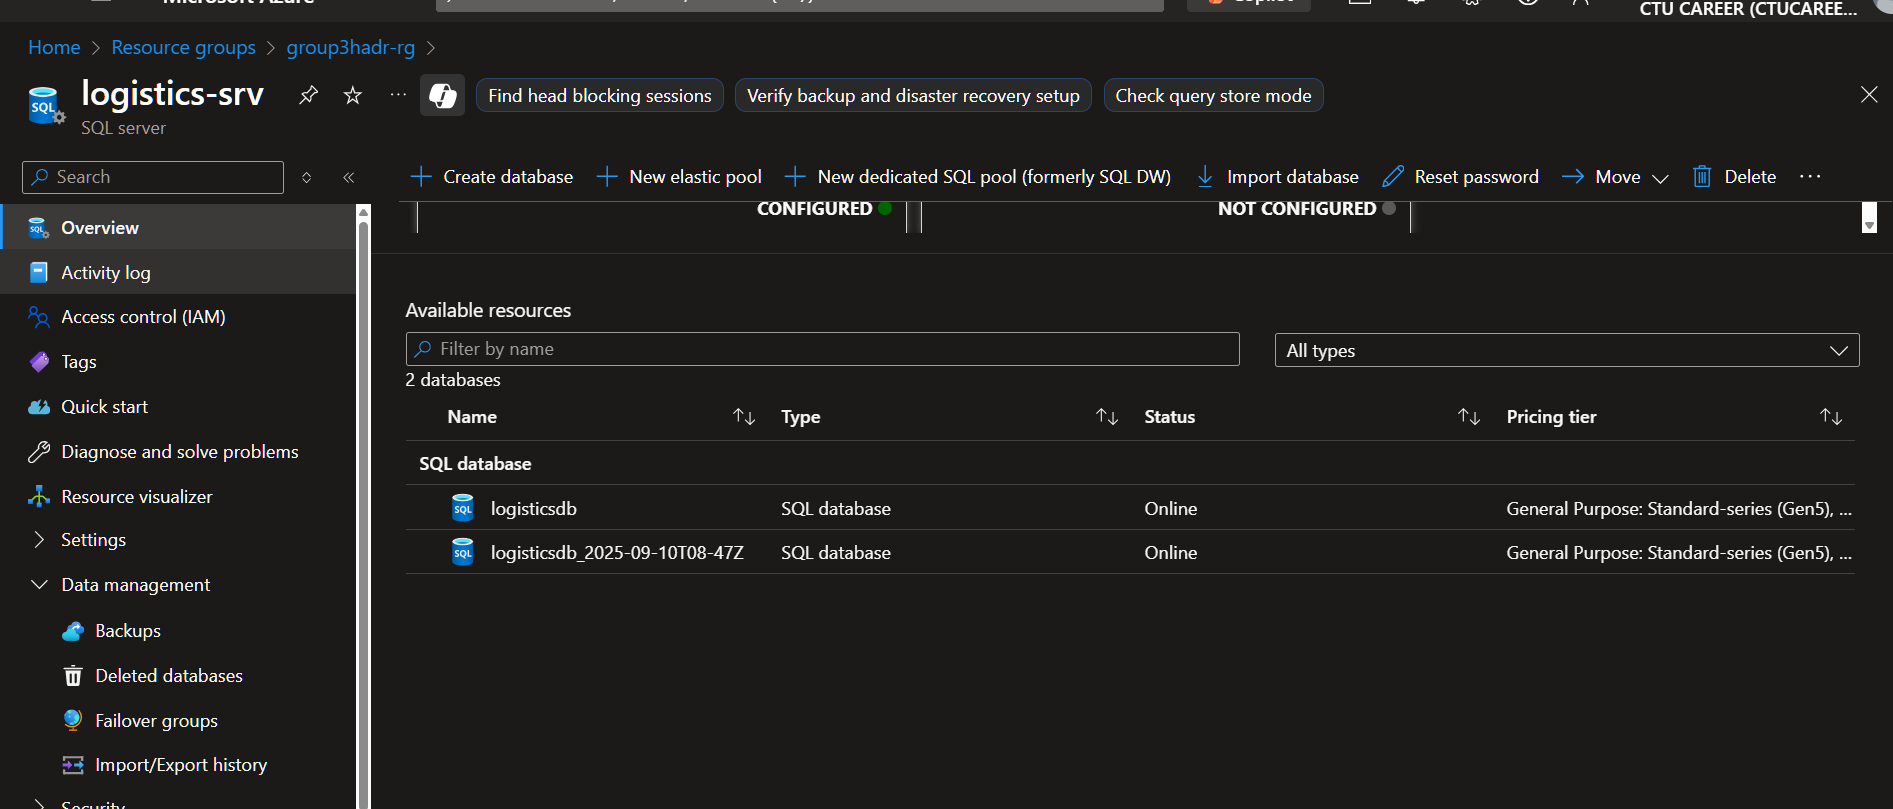 Microsoft Azure
Copilot
CTU CAREER (CTUCAREE...
Home > Resource groups > group3hadr-rg >
logistics-srv
SQL server
Find head blocking sessions
Verify backup and disaster recovery setup
Check query store mode
Search
Create database
New elastic pool
New dedicated SQL pool (formerly SQL DW)
Import database
Reset password
Move
Delete
CONFIGURED
NOT CONFIGURED
Overview
Activity log
Access control (IAM)
Tags
Quick start
Diagnose and solve problems
Resource visualizer
Settings
Data management
Backups
Deleted databases
Failover groups
Import/Export history
Security
Available resources
Filter by name
All types
2 databases
Name Type Status Pricing tier
SQL database
logisticsdb SQL database Online General Purpose: Standard-series (Gen5), ...
logisticsdb_2025-09-10T08-47Z SQL database Online General Purpose: Standard-series (Gen5), ...